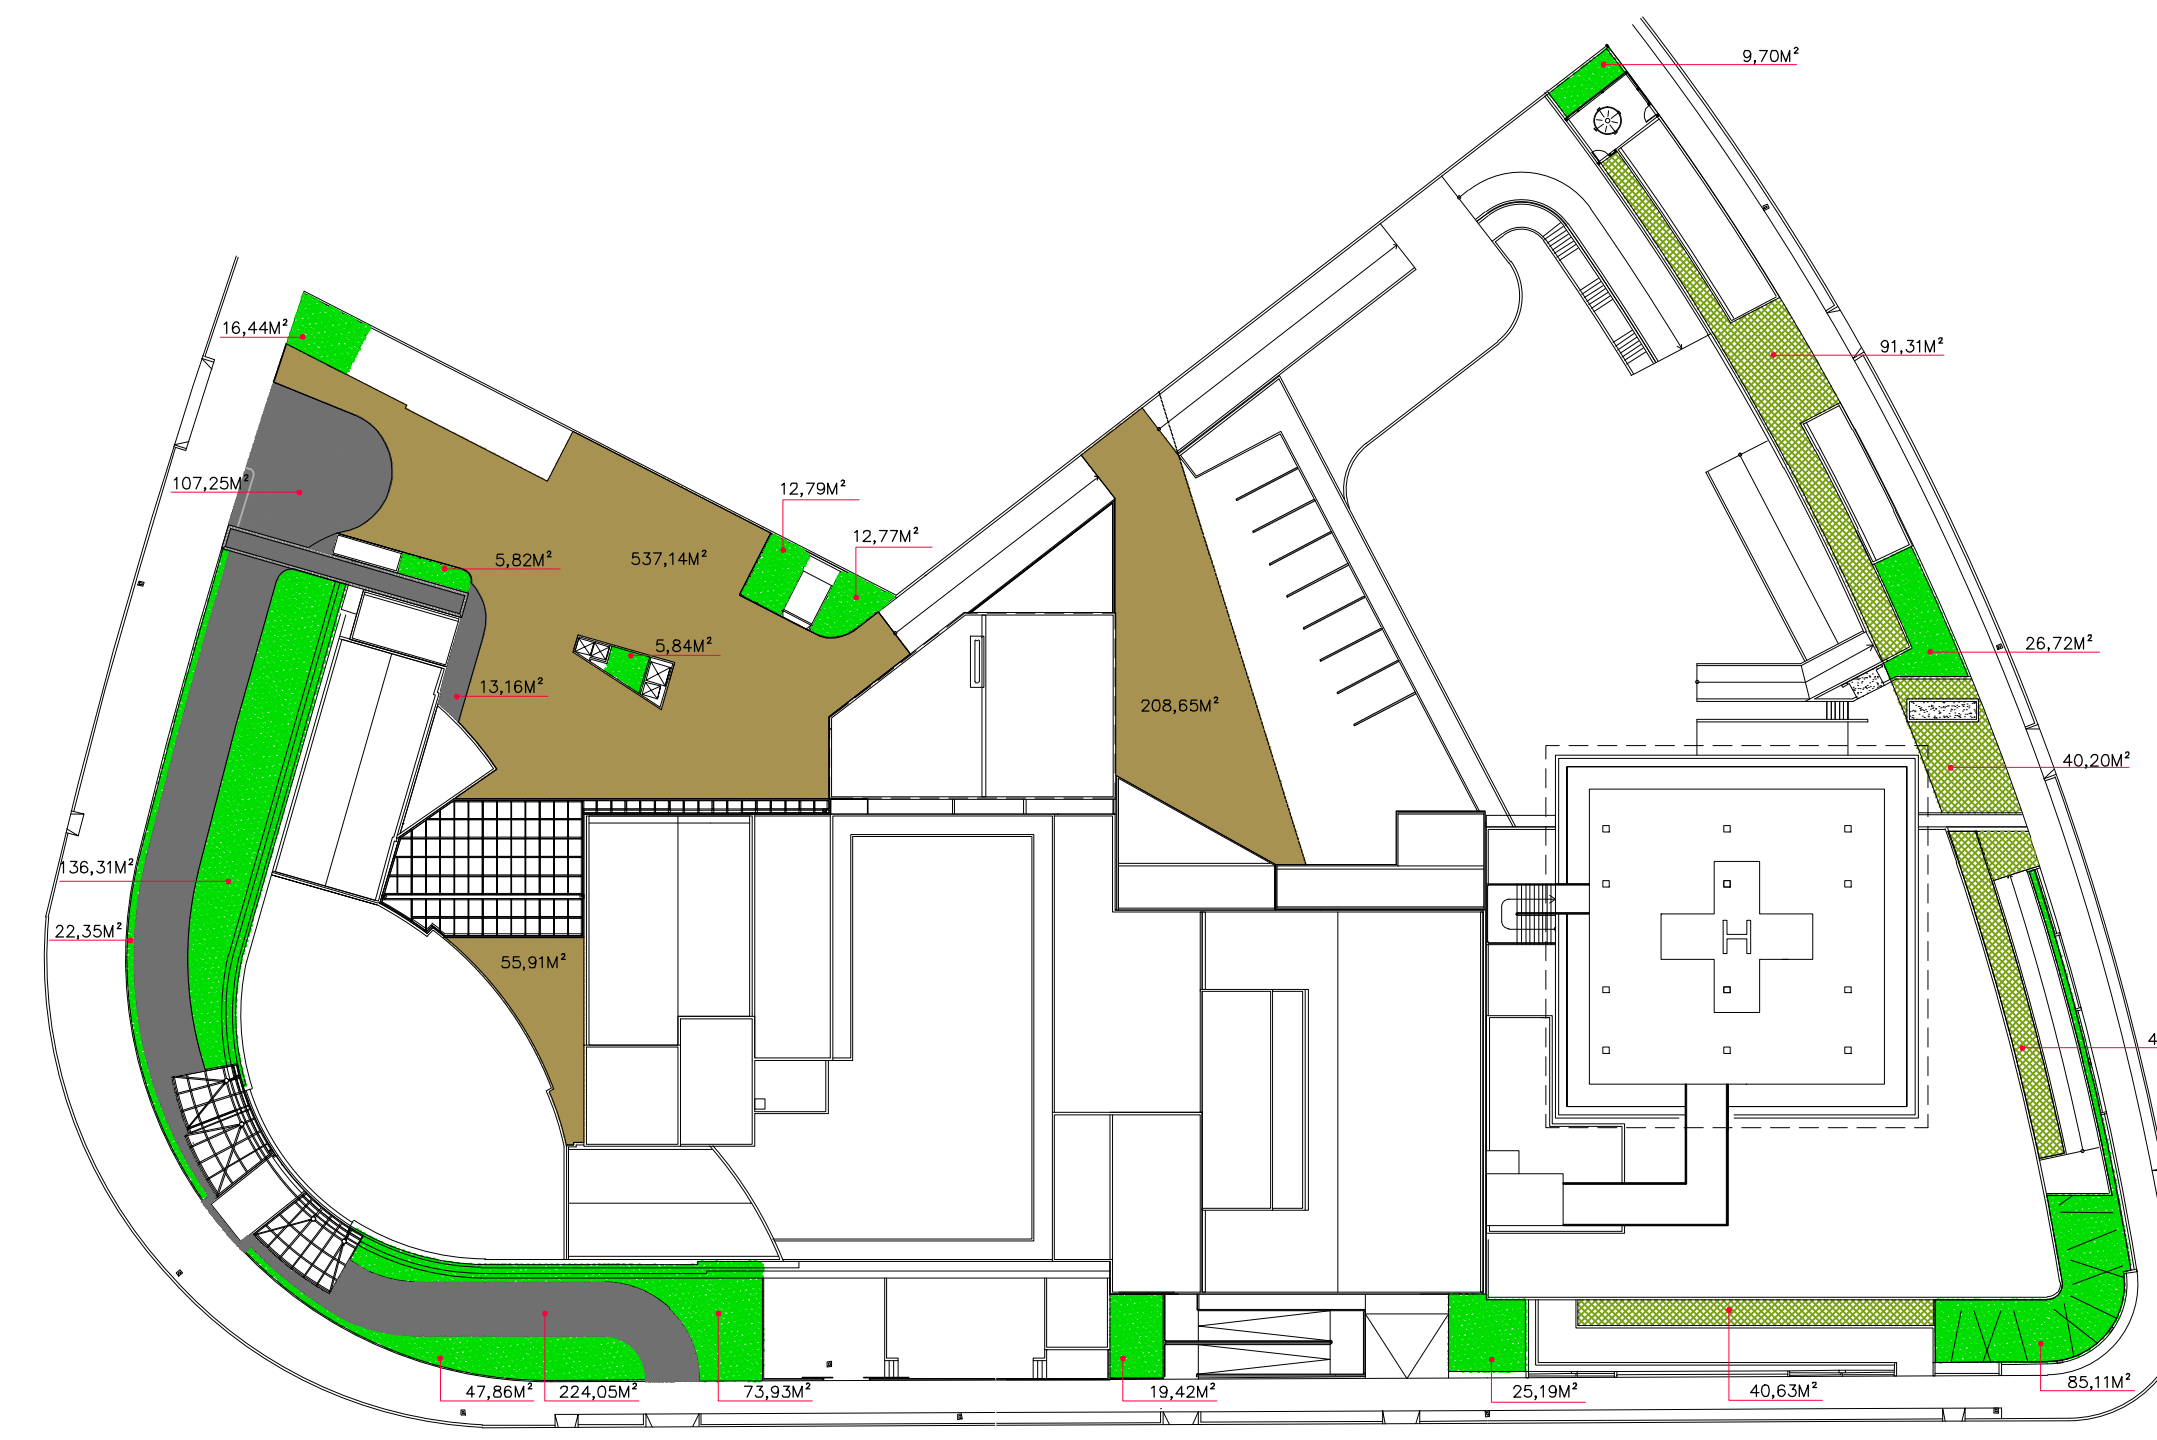 9,70M²
16,44M²
91,31M²
107,25M²
12,79M²
12,77M²
5,82M²
537,14M²
5,84M²
26,72M²
13,16M²
208,65M²
40,20M²
136,31M²
22,35M²
55,91M²
H
4
47,86M²
224,05M²
73,93M²
19,42M²
25,19M²
40,63M²
85,11M²